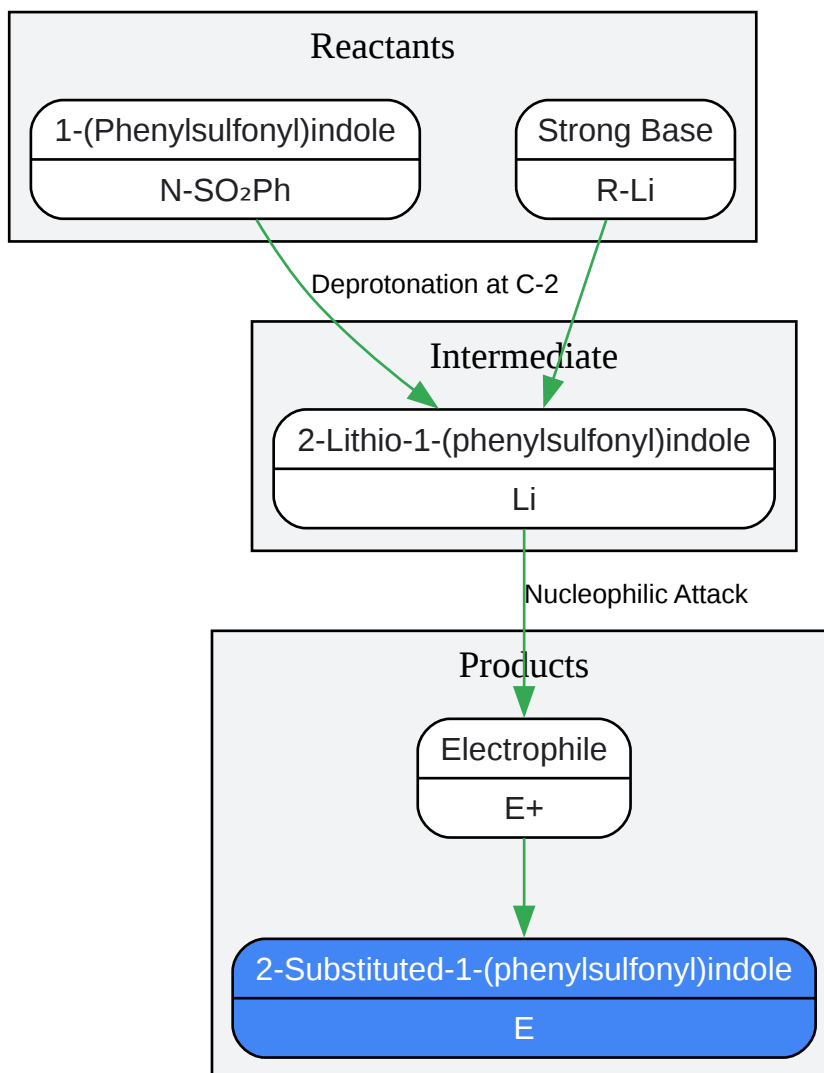 Reactants
1-(Phenylsulfonyl)indole
N-SO₂Ph
Strong Base
R-Li
Deprotonation at C-2
Intermediate
2-Lithio-1-(phenylsulfonyl)indole
Li
Nucleophilic Attack
Products
Electrophile
E+
2-Substituted-1-(phenylsulfonyl)indole
E